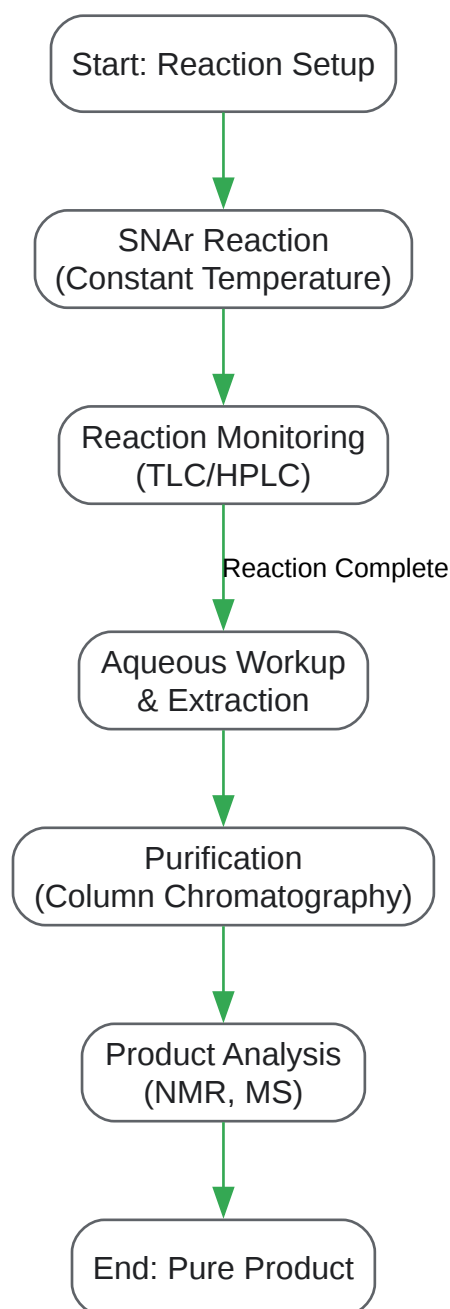 Start: Reaction Setup
SNAr Reaction
(Constant Temperature)
Reaction Monitoring
(TLC/HPLC)
Reaction Complete
Aqueous Workup
& Extraction
Purification
(Column Chromatography)
Product Analysis
(NMR, MS)
End: Pure Product